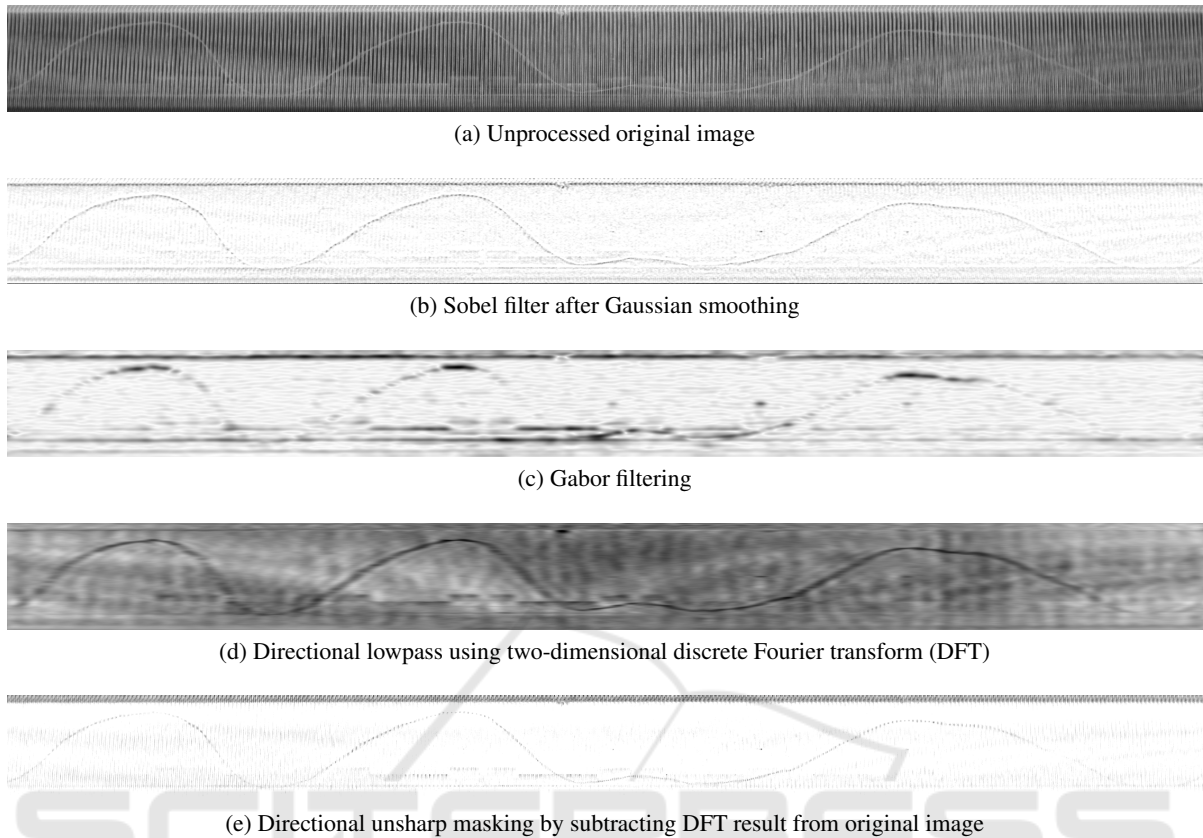 (a) Unprocessed original image
(b) Sobel filter after Gaussian smoothing
(c) Gabor filtering
(d) Directional lowpass using two-dimensional discrete Fourier transform (DFT)
(e) Directional unsharp masking by subtracting DFT result from original image